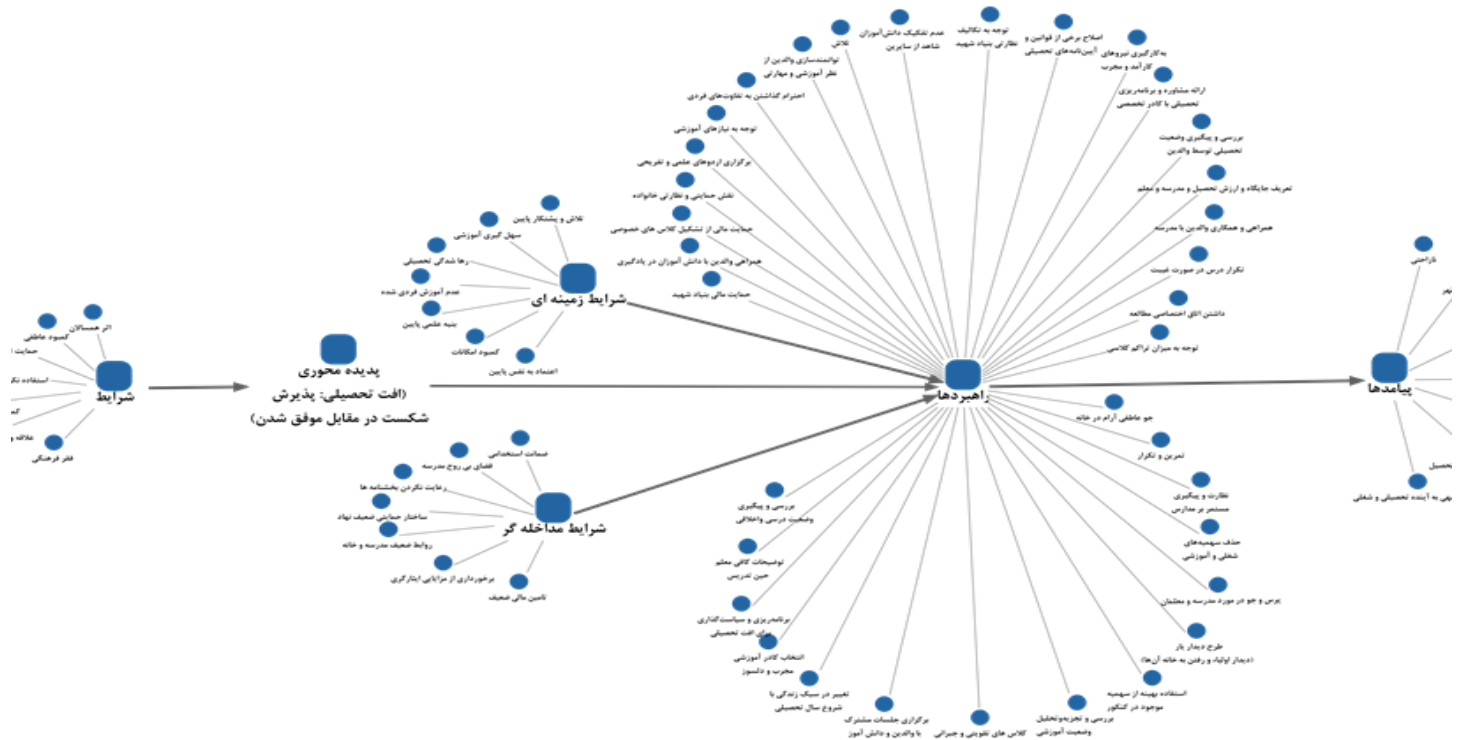 اثر همسالان
کمبود عاطفی
حمایت
استفاده
شرایط
علاقه و
فقر فرهنگی
پدیده محوری
(افت تحصیلی: پذیرش
شکست در مقابل موفق شدن)
تلاش و پشتکار پایین
سهل گیری آموزشی
رها شدگی تحصیلی
عدم آموزش فردی شده
بنیه علمی پایین
کمبود امکانات
اعتماد به نفس پایین
شرایط زمینه ای
ضمانت استخدامی
فضای بی روح مدرسه
رعایت نکردن بخشنامه ها
ساختار حمایتی ضعیف نهاد
روابط ضعیف مدرسه و خانه
برخورداری از مزایایی ایثارگری
تامین مالی ضعیف
شرایط مداخله گر
تلاش
عدم تفکیک دانش‌آموزان
شاهد از سایرین
توجه به تکالیف
نظارتی بنیاد شهید
اصلاح برخی از قوانین و
آیین‌نامه‌های تحصیلی
به‌کارگیری نیروهای
کارآمد و مجرب
ارائه مشاوره و برنامه‌ریزی
تحصیلی با کادر تخصصی
بررسی و پیگیری وضعیت
تحصیلی توسط والدین
تعریف جایگاه و ارزش تحصیل و مدرسه و معلم
همراهی و همکاری والدین با مدرسه
تکرار درس در صورت غیبت
داشتن اتاق اختصاصی مطالعه
توجه به میزان تراکم کلاسی
توانمندسازی والدین از
نظر آموزشی و مهارتی
احترام گذاشتن به تفاوت‌های فردی
توجه به نیازهای آموزشی
برگزاری اردوهای علمی و تفریحی
نقش حمایتی و نظارتی خانواده
حمایت مالی از تشکیل کلاس های خصوصی
همراهی والدین با دانش آموزان در یادگیری
حمایت مالی بنیاد شهید
راهبردها
جو عاطفی آرام در خانه
تمرین و تکرار
نظارت و پیگیری
مستمر بر مدارس
حذف سهمیه‌های
شغلی و آموزشی
پرس و جو در مورد مدرسه و معلمان
طرح دیدار یار
(دیدار اولیاء و رفتن به خانه آن‌ها)
استفاده بهینه از سهمیه
موجود در کنکور
بررسی و تجزیه‌وتحلیل
وضعیت آموزشی
کلاس های تقویتی و جبرانی
برگزاری جلسات مشترک
با والدین و دانش آموز
تغییر در سبک زندگی با
شروع سال تحصیلی
انتخاب کادر آموزشی
مجرب و دلسوز
برنامه‌ریزی و سیاست‌گذاری
برای افت تحصیلی
توضیحات کافی معلم
حین تدریس
بررسی و پیگیری
وضعیت درسی واخلاقی
ناراحتی
پیامدها
تحصیل
به آینده تحصیلی و شغلی